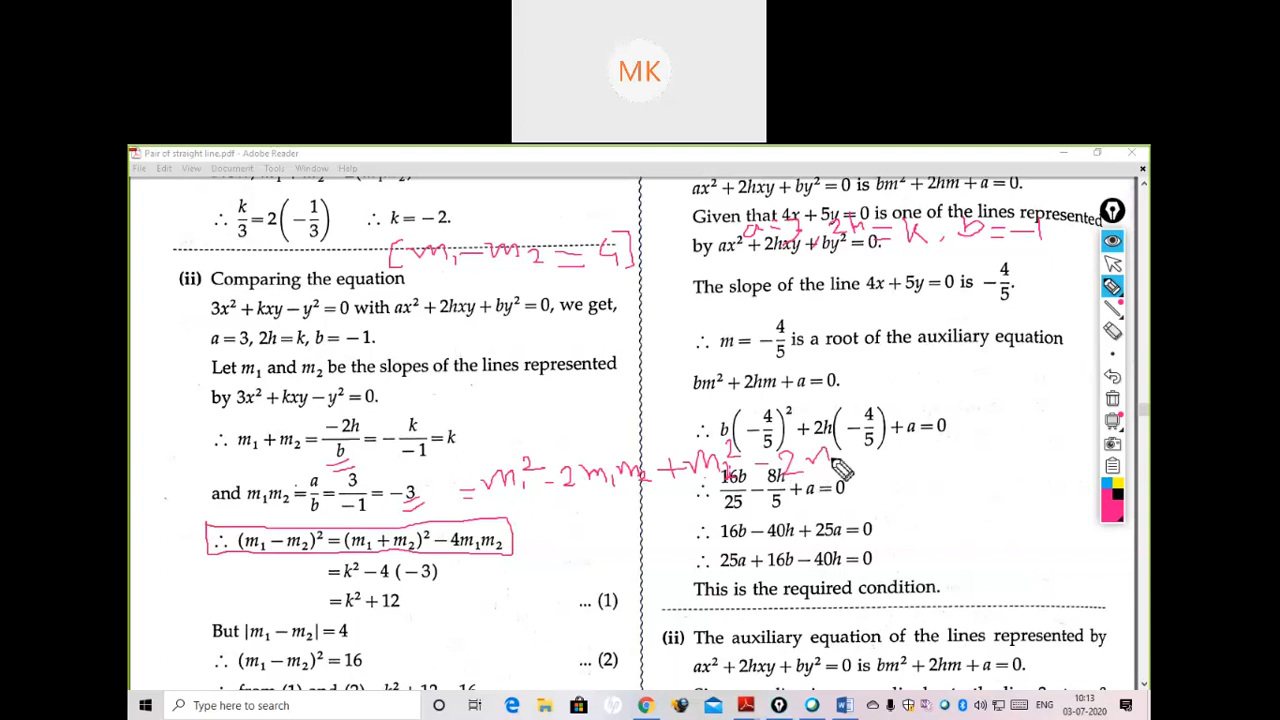 MK
Pair of straight line.pdf - Adobe Reader
File Edit View Document Tools Window Help
∴ k/3 = 2(−1/3) ∴ k = −2.
[m₁ − m₂ = 4]
(ii) Comparing the equation
3x² + kxy − y² = 0 with ax² + 2hxy + by² = 0, we get,
a = 3, 2h = k, b = −1.
Let m₁ and m₂ be the slopes of the lines represented
by 3x² + kxy − y² = 0.
∴ m₁ + m₂ = −2h/b = −k/−1 = k
and m₁m₂ = a/b = 3/−1 = −3
= m₁² − 2m₁m₂ + m₂² − 2
∴ (m₁ − m₂)² = (m₁ + m₂)² − 4m₁m₂
= k² − 4 (−3)
= k² + 12 ... (1)
But |m₁ − m₂| = 4
∴ (m₁ − m₂)² = 16 ... (2)
ax² + 2hxy + by² = 0 is bm² + 2hm + a = 0.
Given that 4x + 5y = 0 is one of the lines represented
a = 3, 2h = k, b = −1
by ax² + 2hxy + by² = 0.
The slope of the line 4x + 5y = 0 is −4/5.
∴ m = −4/5 is a root of the auxiliary equation
bm² + 2hm + a = 0.
∴ b(−4/5)² + 2h(−4/5) + a = 0
∴ 16b/25 − 8h/5 + a = 0
∴ 16b − 40h + 25a = 0
∴ 25a + 16b − 40h = 0
This is the required condition.
(ii) The auxiliary equation of the lines represented by
ax² + 2hxy + by² = 0 is bm² + 2hm + a = 0.
Type here to search
ENG
10:13
03-07-2020